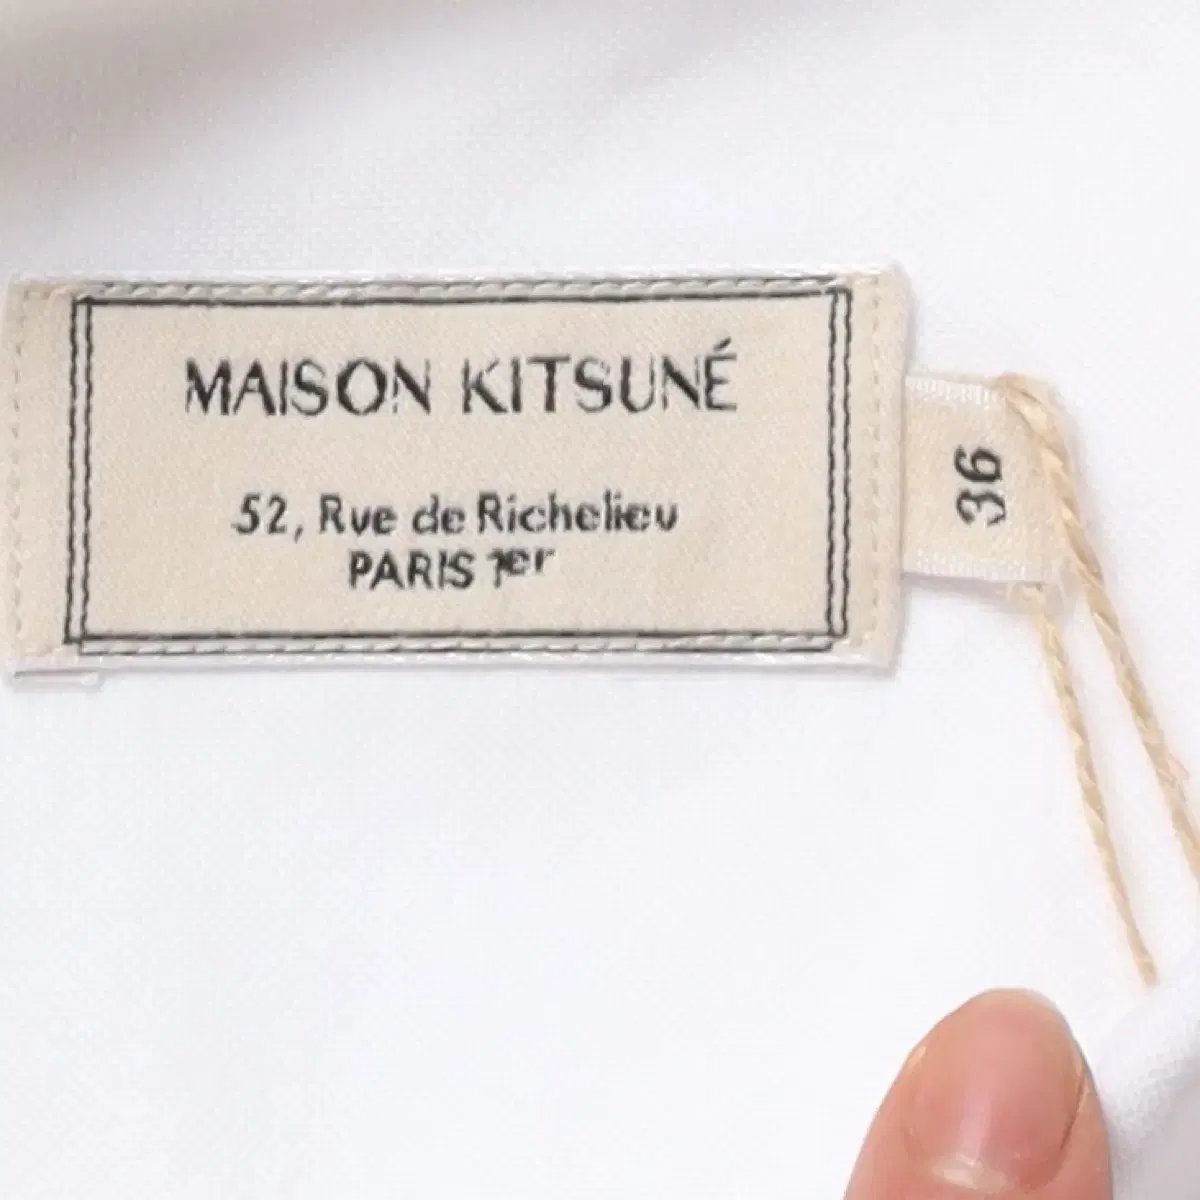 MAISON KITSUNÉ
52, Rue de Richelieu
PARIS 1er
36